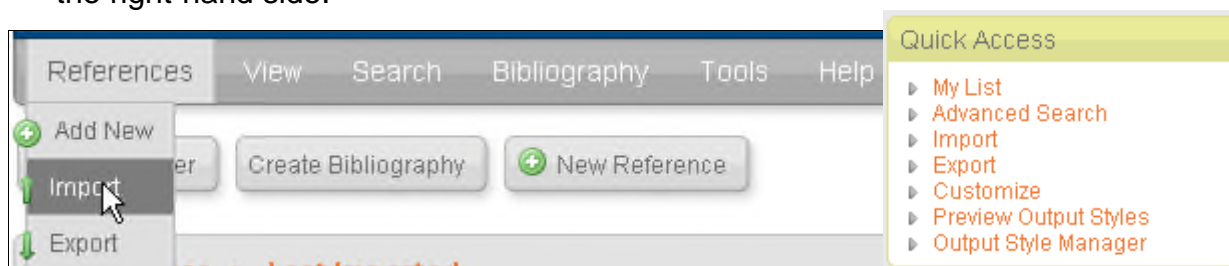 the right-hand side.
References View Search Bibliography Tools Help
Add New
er Create Bibliography New Reference
Import
Export
Quick Access
My List
Advanced Search
Import
Export
Customize
Preview Output Styles
Output Style Manager